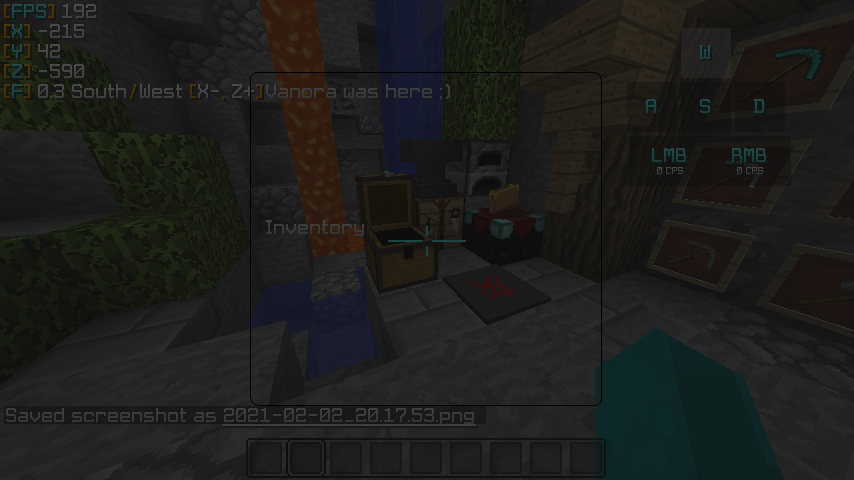 [FPS] 192
[X] -215
[Y] 42
[Z] -590
[F] 0.3 South/West [X-, Z+]Vanora was here ;)
W
A S D
LMB RMB
0 CPS 0 CPS
Inventory
Saved screenshot as 2021-02-02_20.17.53.png